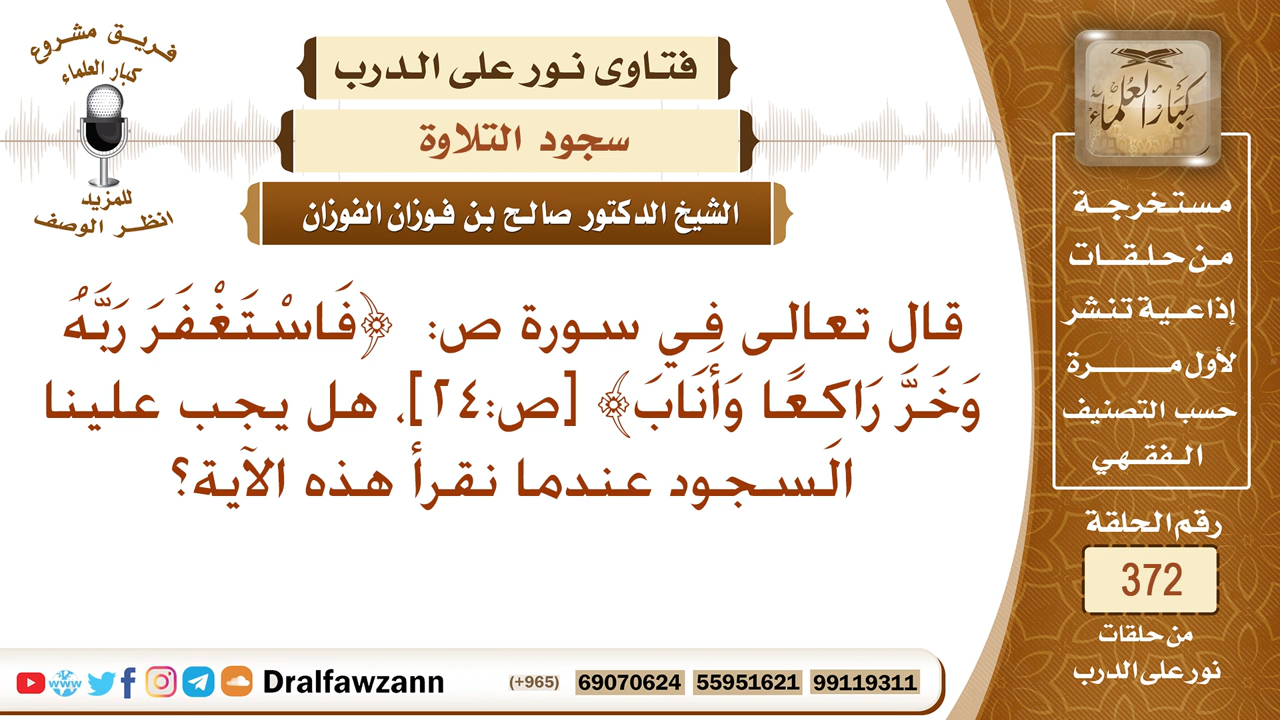 فريق مشروع
كبار العلماء
للمزيد
انظر الوصف
فتاوى نور على الدرب
سجود التلاوة
الشيخ الدكتور صالح بن فوزان الفوزان
قال تعالى فِي سورة ص: ﴿فَاسْتَغْفَرَ رَبَّهُ
وَخَرَّ رَاكِعًا وَأَنَابَ﴾ [ص:٢٤]، هل يجب علينا
السجود عندما نقرأ هذه الآية؟
كبار العلماء
مستخرجة
من حلقات
إذاعية تنشر
لأول مرة
حسب التصنيف
الفقهي
رقم الحلقة
372
من حلقات
نور على الدرب
www Dralfawzann (+965) 69070624 55951621 99119311